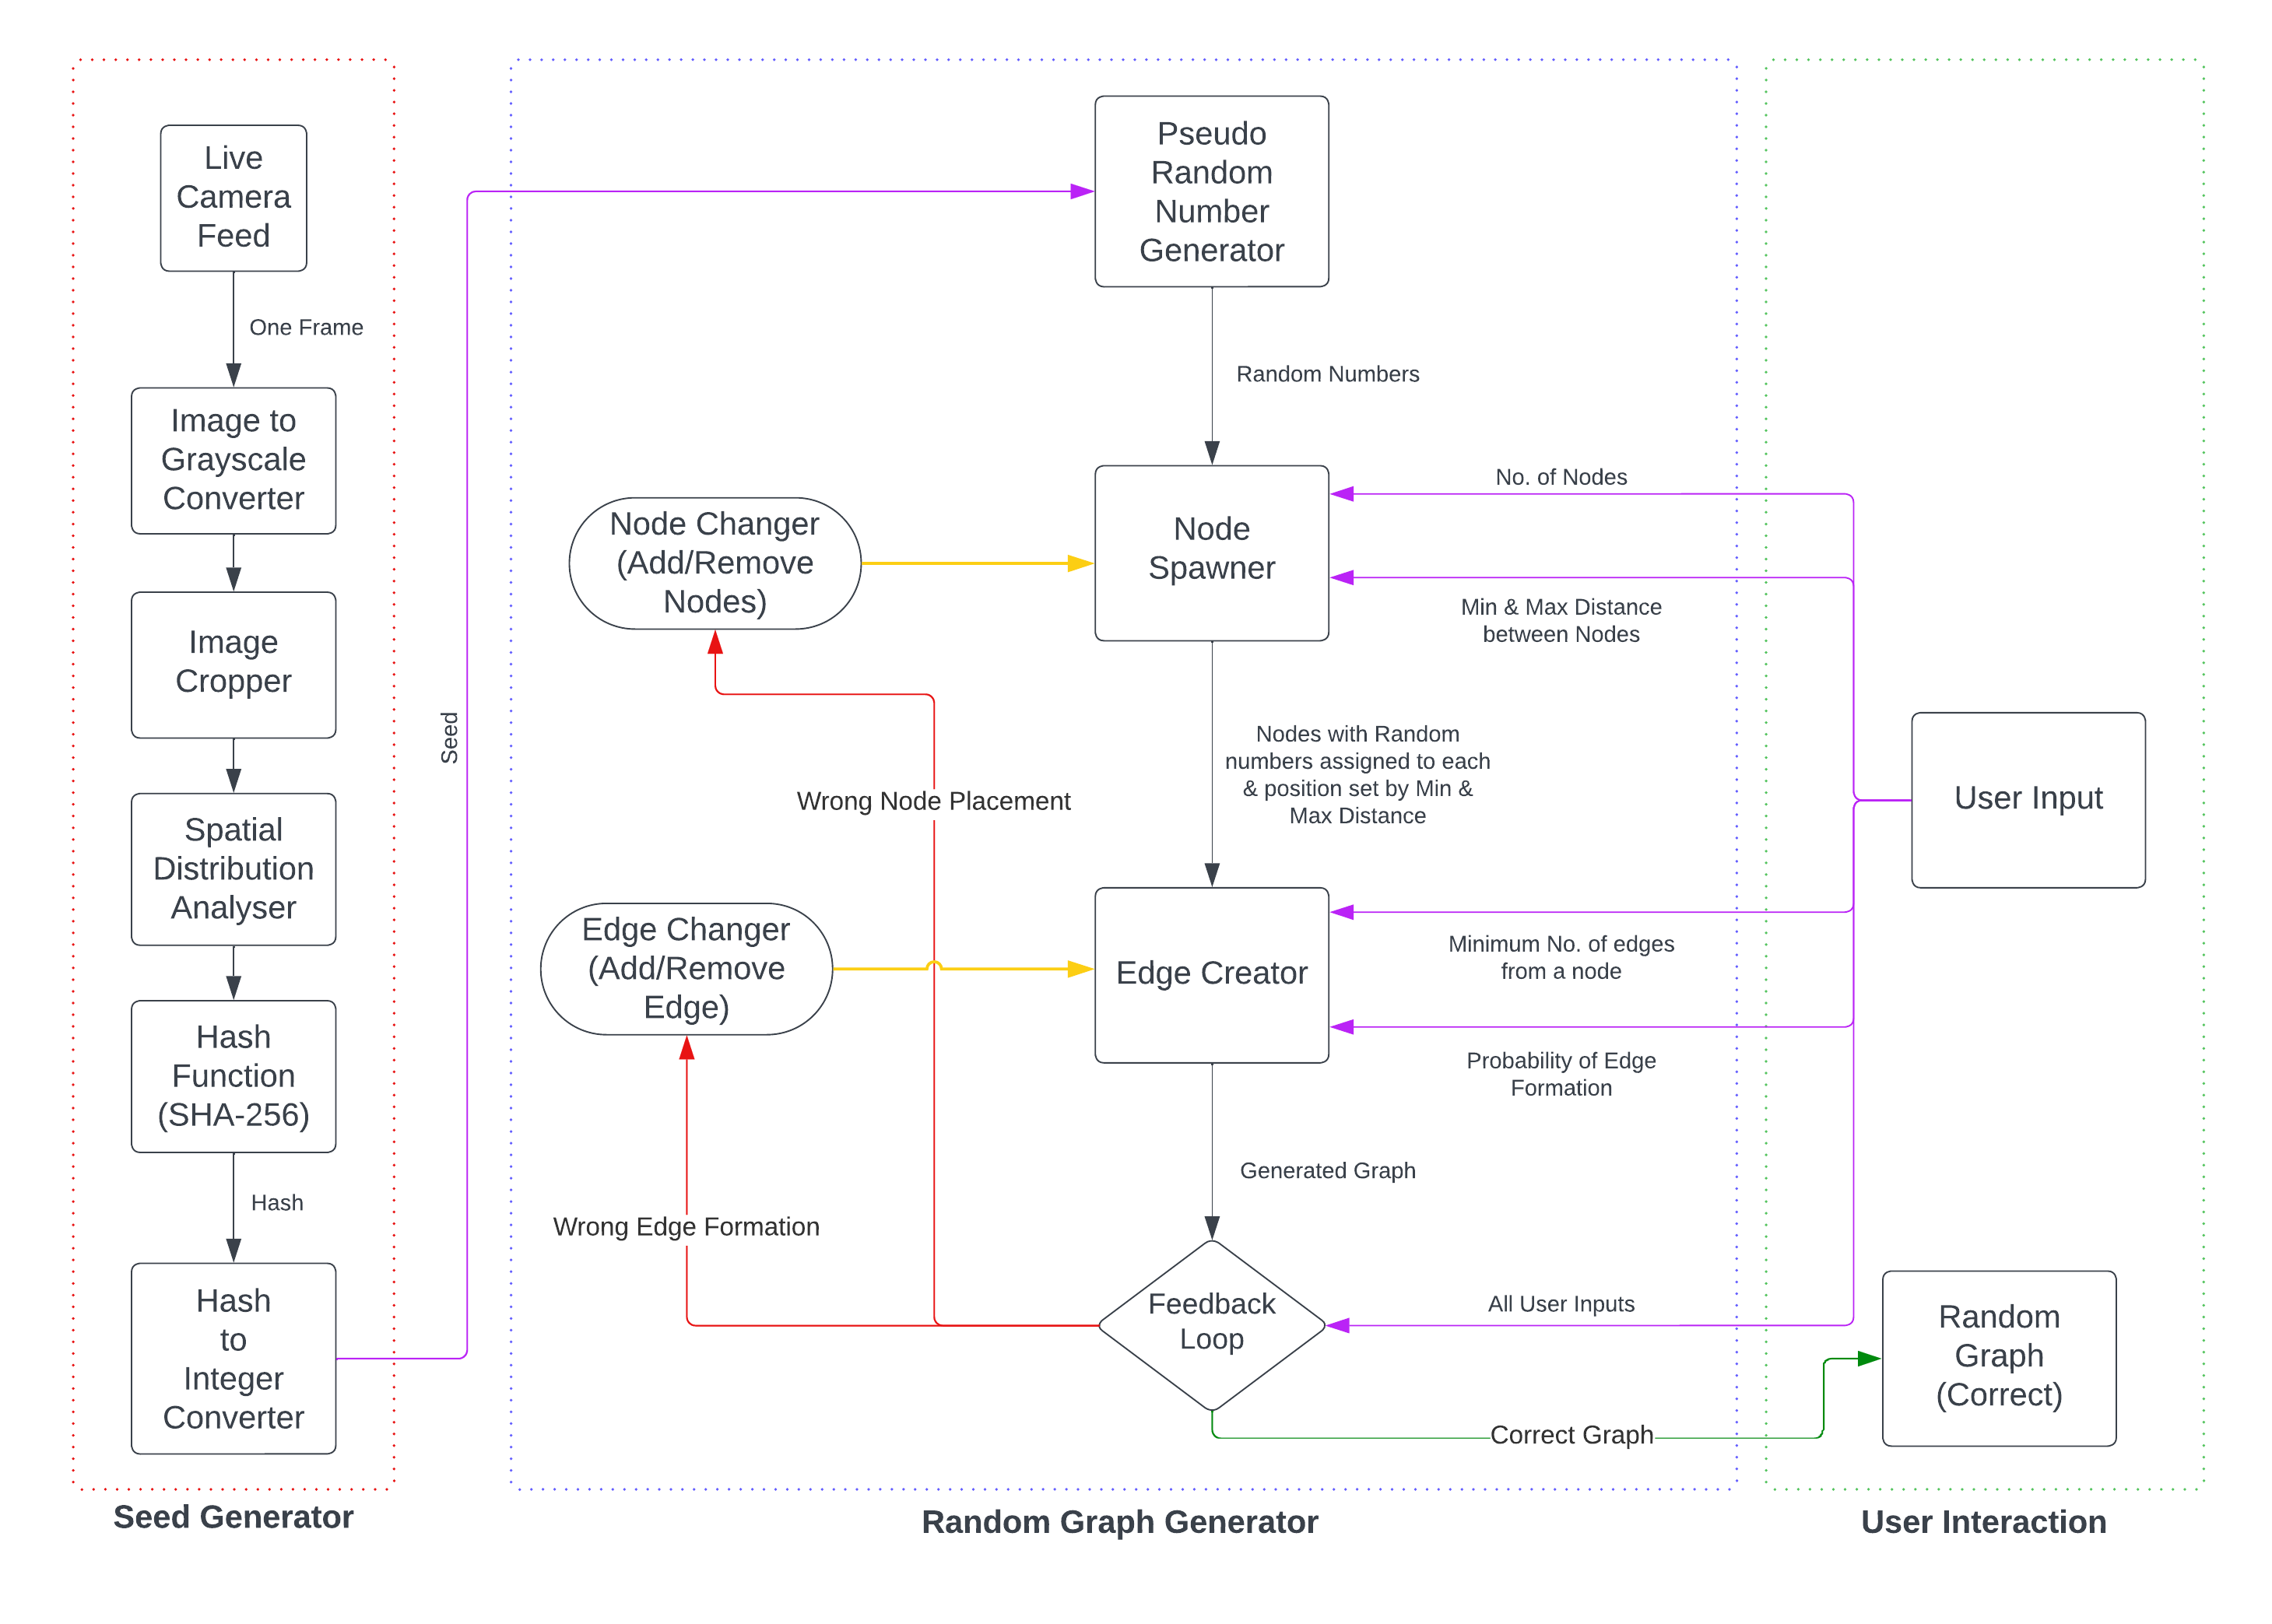 Live
Camera
Feed
One Frame
Image to
Grayscale
Converter
Image
Cropper
Spatial
Distribution
Analyser
Hash
Function
(SHA-256)
Hash
Hash
to
Integer
Converter
Seed Generator
Seed
Pseudo
Random
Number
Generator
Random Numbers
Node Changer
(Add/Remove
Nodes)
Node
Spawner
No. of Nodes
Min & Max Distance
between Nodes
Wrong Node Placement
Nodes with Random
numbers assigned to each
& position set by Min &
Max Distance
Edge Changer
(Add/Remove
Edge)
Edge Creator
Minimum No. of edges
from a node
Probability of Edge
Formation
Generated Graph
Wrong Edge Formation
Feedback
Loop
All User Inputs
Correct Graph
Random Graph Generator
User Input
Random
Graph
(Correct)
User Interaction